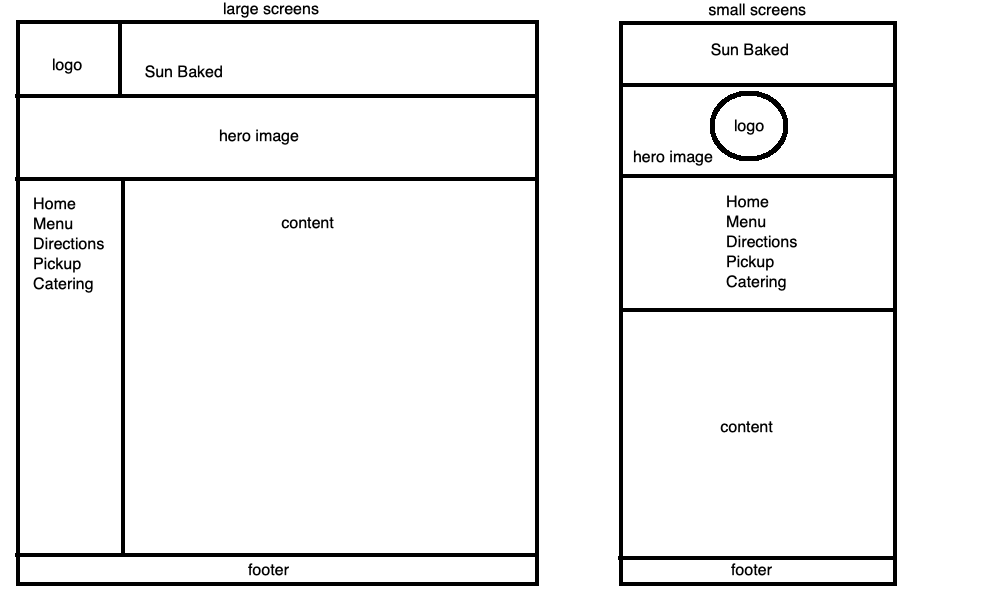 large screens
logo
Sun Baked
hero image
Home
Menu
Directions
Pickup
Catering
content
footer
small screens
Sun Baked
logo
hero image
Home
Menu
Directions
Pickup
Catering
content
footer